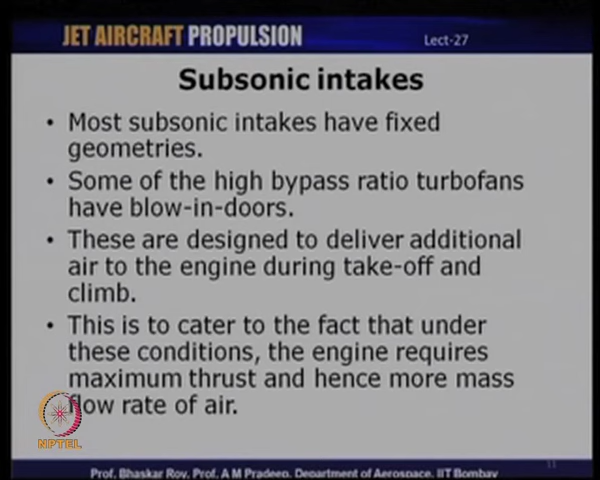 JET AIRCRAFT PROPULSION
Lect-27
Subsonic intakes
• Most subsonic intakes have fixed
geometries.
• Some of the high bypass ratio turbofans
have blow-in-doors.
• These are designed to deliver additional
air to the engine during take-off and
climb.
• This is to cater to the fact that under
these conditions, the engine requires
maximum thrust and hence more mass
flow rate of air.
NPTEL
11
Prof. Bhaskar Roy, Prof. A M Pradeep, Department of Aerospace, IIT Bombay